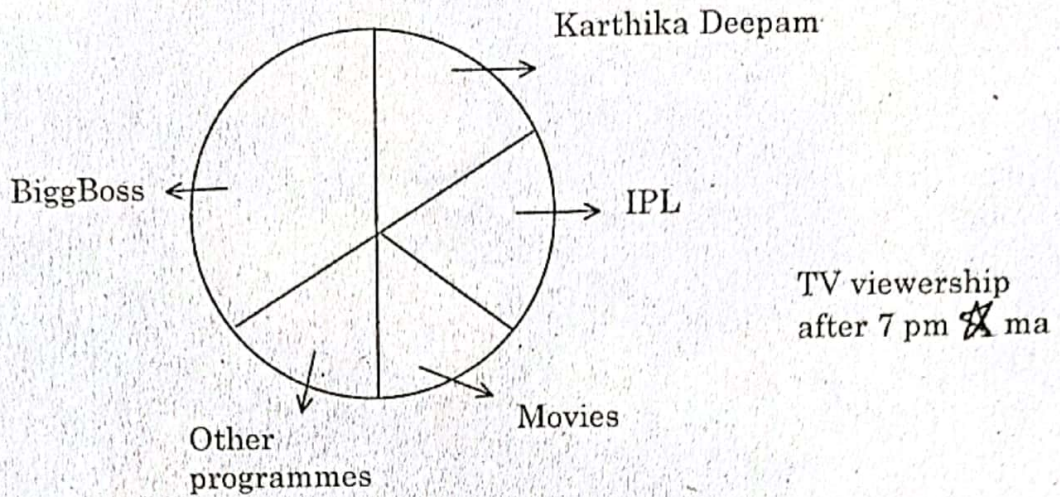 Karthika Deepam
BiggBoss
IPL
TV viewership
after 7 pm ☆ ma
Movies
Other
programmes